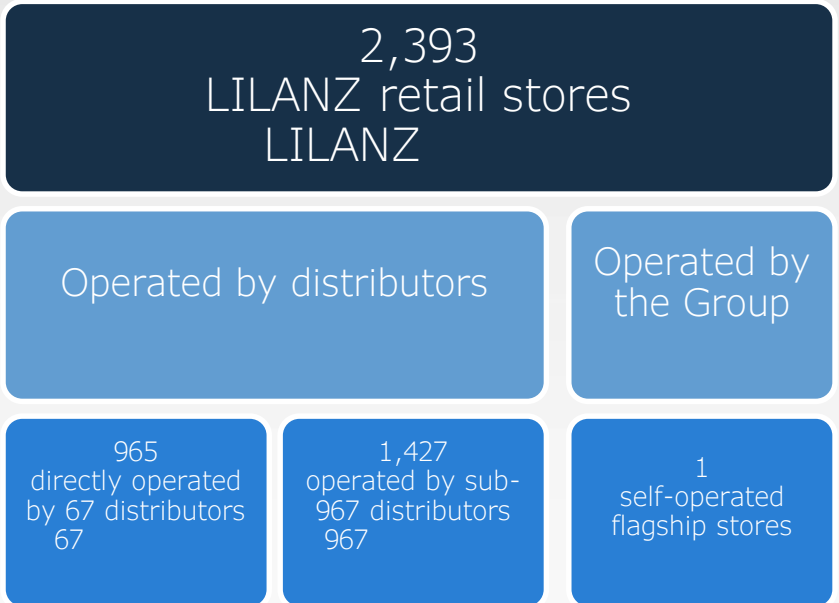 2,393
LILANZ retail stores
LILANZ
Operated by distributors
Operated by
the Group
965
directly operated
by 67 distributors
67
1,427
operated by sub-
967 distributors
967
1
self-operated
flagship stores